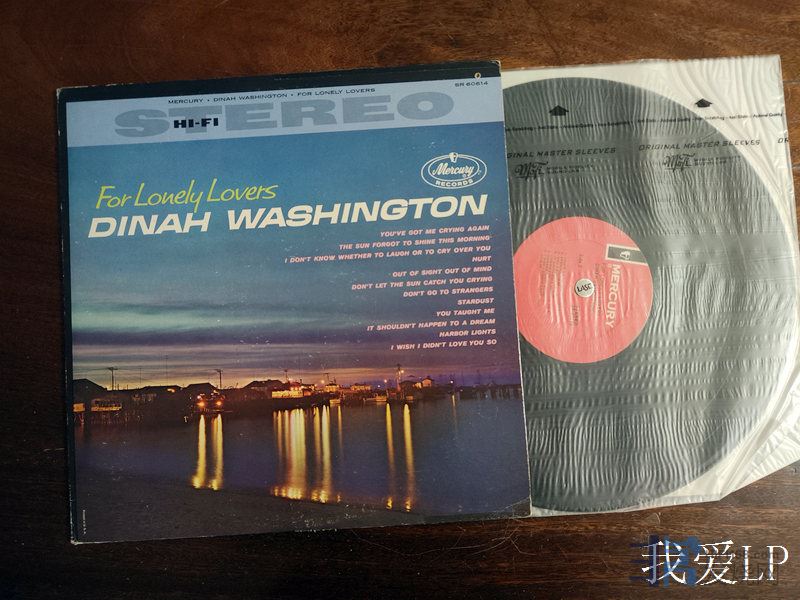 MERCURY • DINAH WASHINGTON • FOR LONELY LOVERS
SR 60614
STEREO
HI-FI
Mercury
RECORDS
For Lonely Lovers
DINAH WASHINGTON
YOU'VE GOT ME CRYING AGAIN
THE SUN FORGOT TO SHINE THIS MORNING
I DON'T KNOW WHETHER TO LAUGH OR TO CRY OVER YOU
HURT
OUT OF SIGHT OUT OF MIND
DON'T LET THE SUN CATCH YOU CRYING
DON'T GO TO STRANGERS
STARDUST
YOU TAUGHT ME
IT SHOULDN'T HAPPEN TO A DREAM
HARBOR LIGHTS
I WISH I DIDN'T LOVE YOU SO
ORIGINAL MASTER SLEEVES
MERCURY
我爱LP